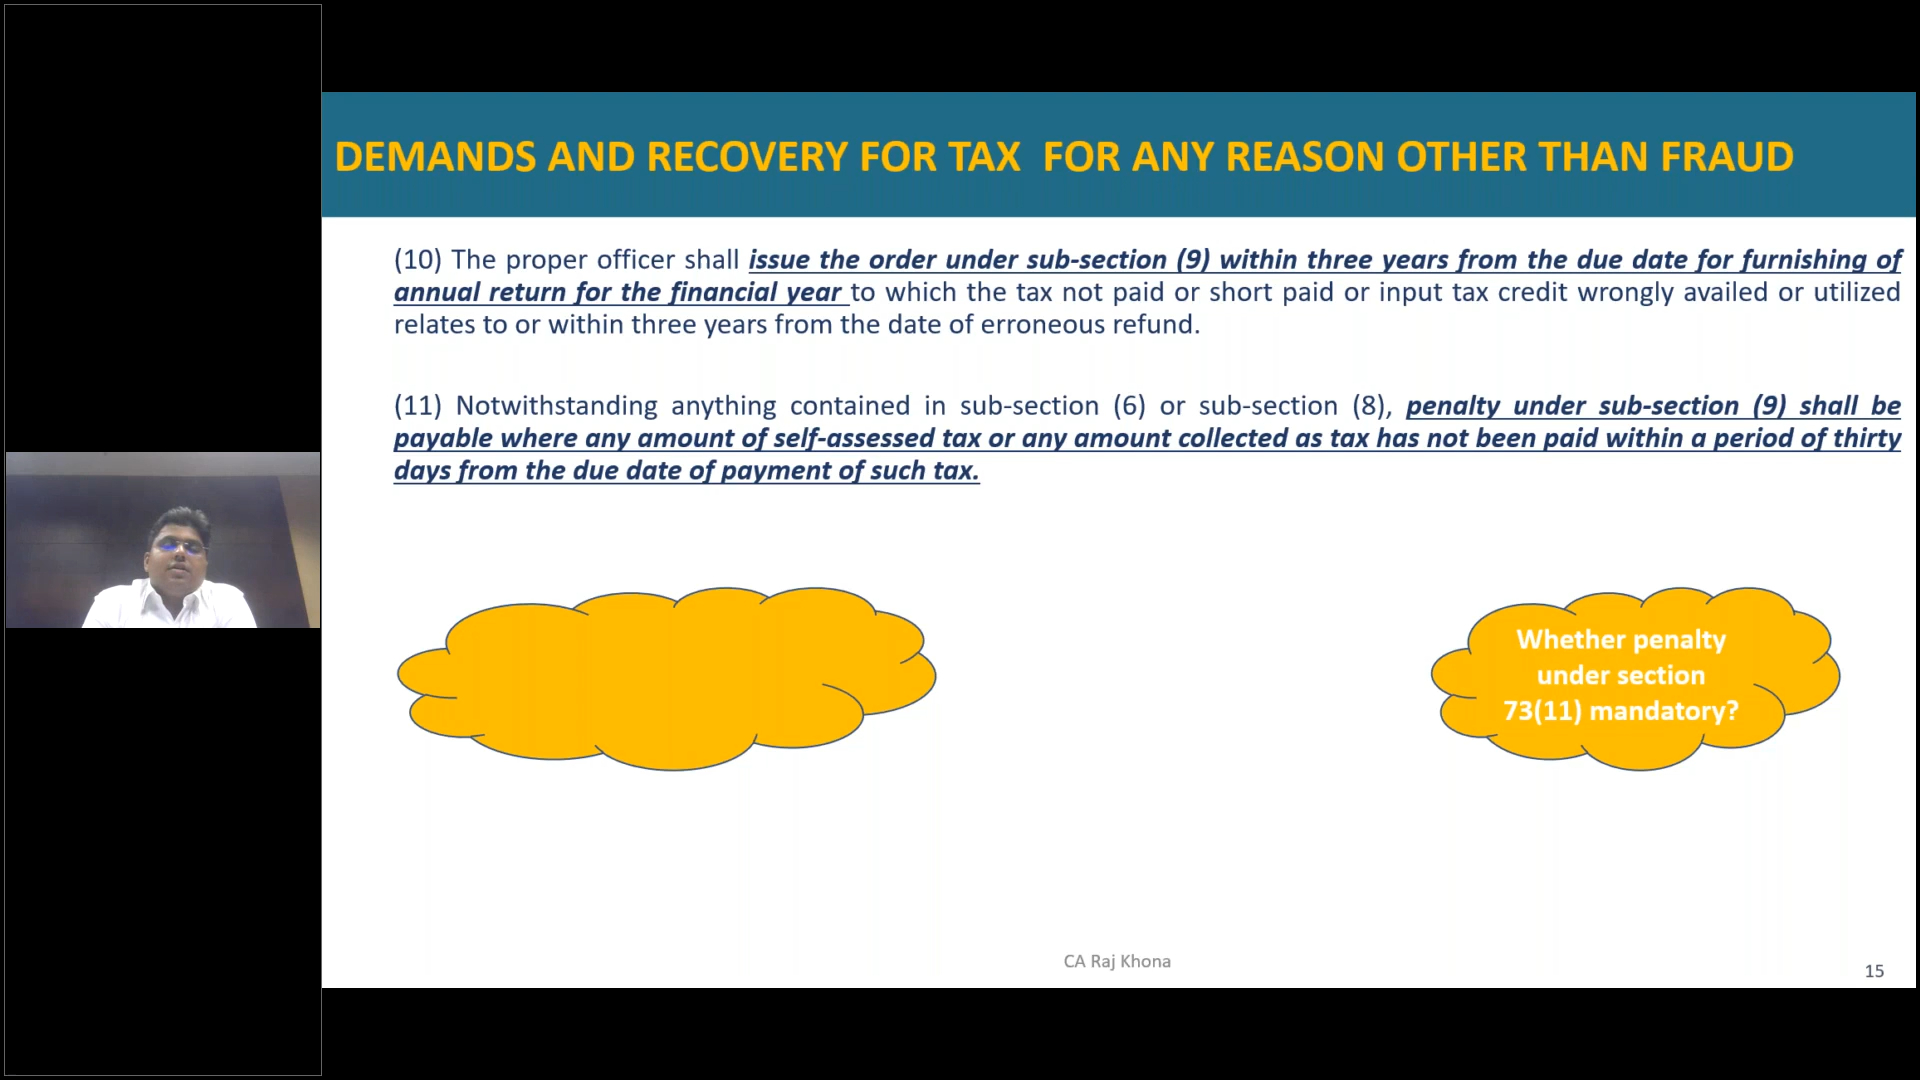 DEMANDS AND RECOVERY FOR TAX  FOR ANY REASON OTHER THAN FRAUD
(10) The proper officer shall issue the order under sub-section (9) within three years from the due date for furnishing of
annual return for the financial year to which the tax not paid or short paid or input tax credit wrongly availed or utilized
relates to or within three years from the date of erroneous refund.
(11) Notwithstanding anything contained in sub-section (6) or sub-section (8), penalty under sub-section (9) shall be
payable where any amount of self-assessed tax or any amount collected as tax has not been paid within a period of thirty
days from the due date of payment of such tax.
Whether penalty
under section
73(11) mandatory?
CA Raj Khona
15